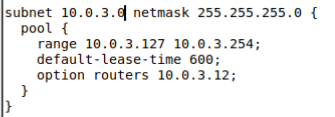 subnet 10.0.3.0 netmask 255.255.255.0 {
  pool {
    range 10.0.3.127 10.0.3.254;
    default-lease-time 600;
    option routers 10.0.3.12;
  }
}